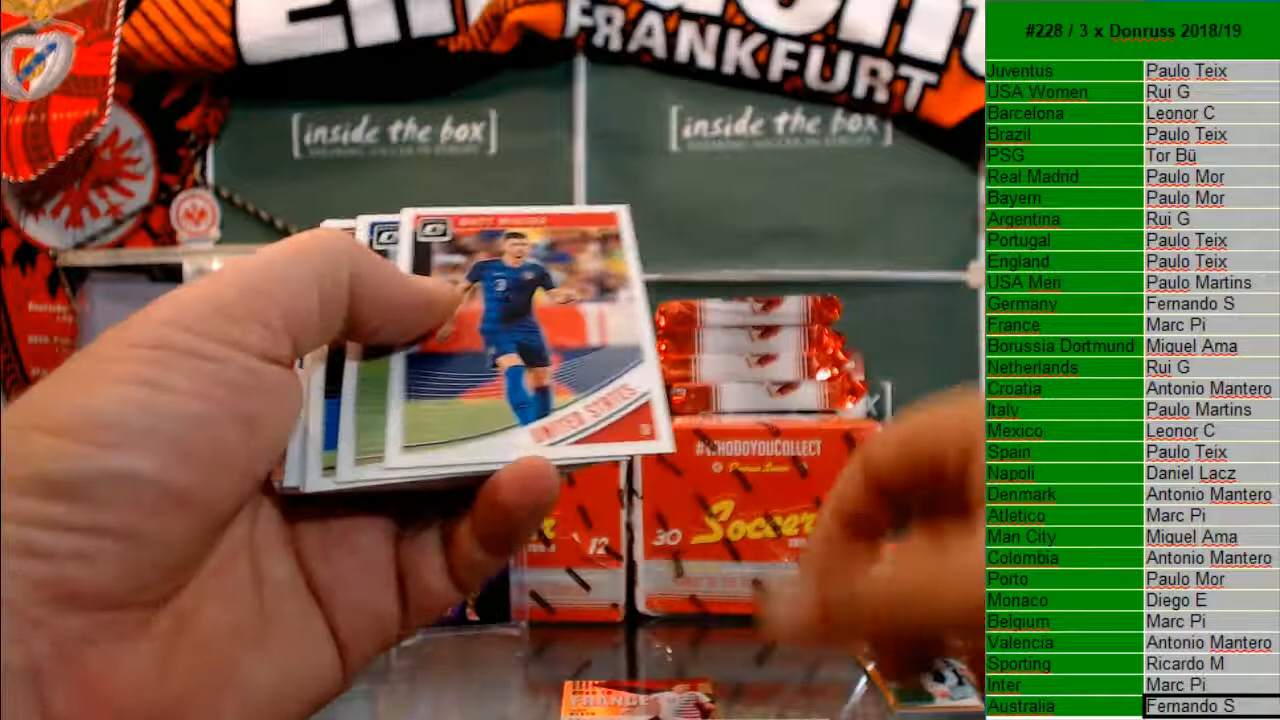 FRANKFURT
[inside the box]
[inside the box]
UNITED STATES
#WHODOYOUCOLLECT
12
30 Soccer
FRANCE
#228 / 3 x Donruss 2018/19
Juventus Paulo Teix
USA Women Rui G
Barcelona Leonor C
Brazil Paulo Teix
PSG Tor Bü
Real Madrid Paulo Mor
Bayern Paulo Mor
Argentina Rui G
Portugal Paulo Teix
England Paulo Teix
USA Men Paulo Martins
Germany Fernando S
France Marc Pi
Borussia Dortmund Miguel Ama
Netherlands Rui G
Croatia Antonio Mantero
Italy Paulo Martins
Mexico Leonor C
Spain Paulo Teix
Napoli Daniel Lacz
Denmark Antonio Mantero
Atletico Marc Pi
Man City Miguel Ama
Colombia Antonio Mantero
Porto Paulo Mor
Monaco Diego E
Belgium Marc Pi
Valencia Antonio Mantero
Sporting Ricardo M
Inter Marc Pi
Australia Fernando S